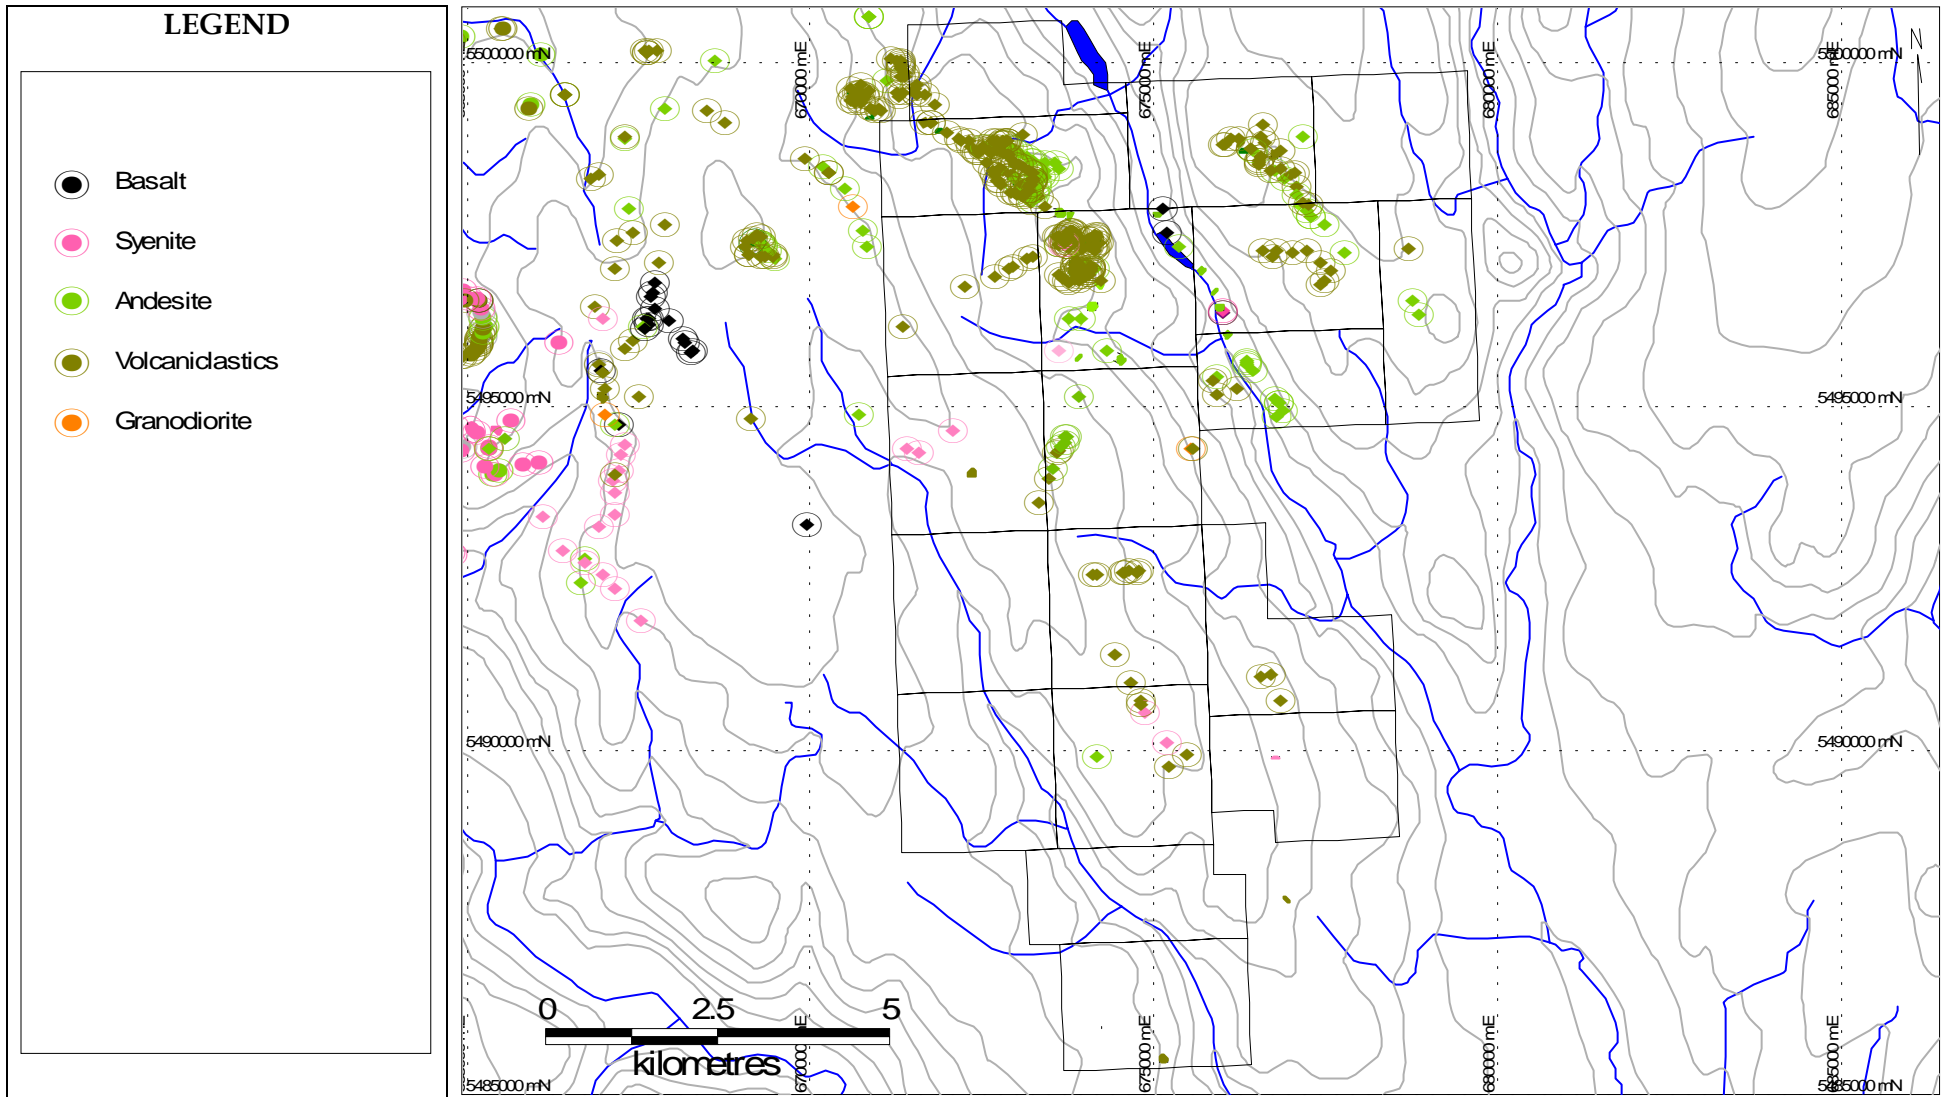 LEGEND
Basalt
Syenite
Andesite
Volcaniclastics
Granodiorite
N
5500000 mN
670000 mE
675000 mE
680000 mE
685000 mE
5500000 mN
5495000 mN
5495000 mN
5490000 mN
5490000 mN
0 2.5 5
kilometres
670000 mE
675000 mE
680000 mE
685000 mE
5485000 mN
5485000 mN